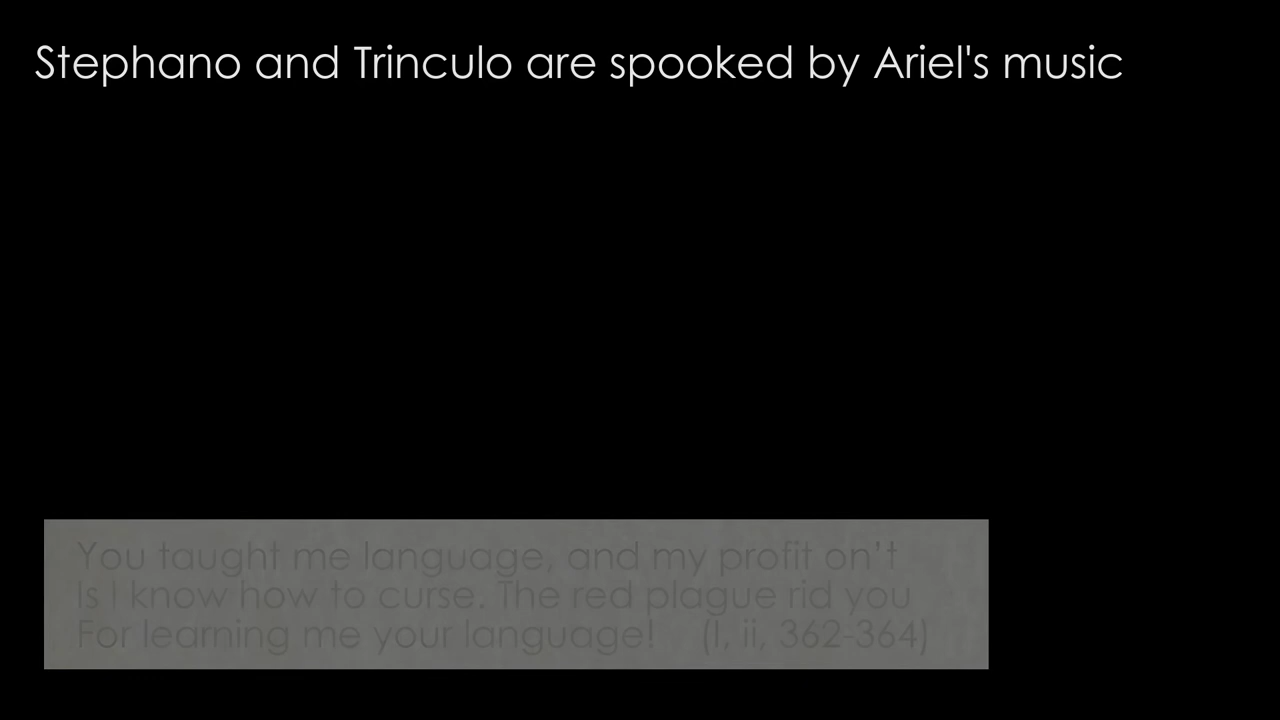 Stephano and Trinculo are spooked by Ariel's music
You taught me language, and my profit on’t
Is I know how to curse. The red plague rid you
For learning me your language! (I, ii, 362-364)